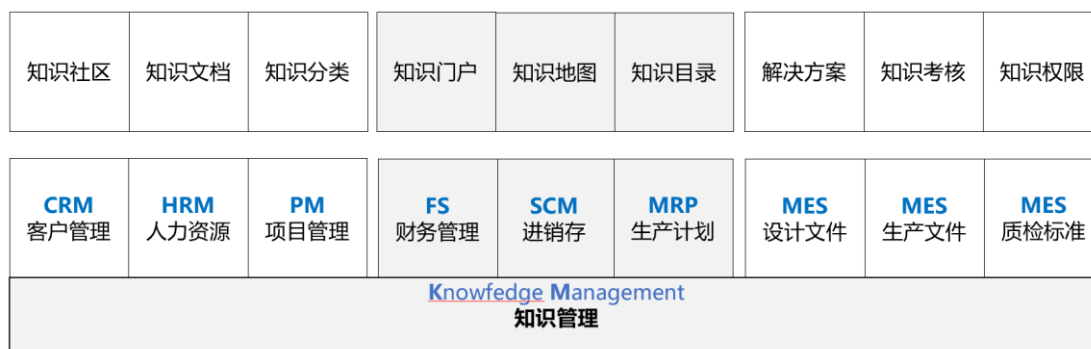 知识社区 知识文档 知识分类 知识门户 知识地图 知识目录 解决方案 知识考核 知识权限
CRM HRM PM FS SCM MRP MES MES MES
客户管理 人力资源 项目管理 财务管理 进销存 生产计划 设计文件 生产文件 质检标准
Knowfedge Management
知识管理